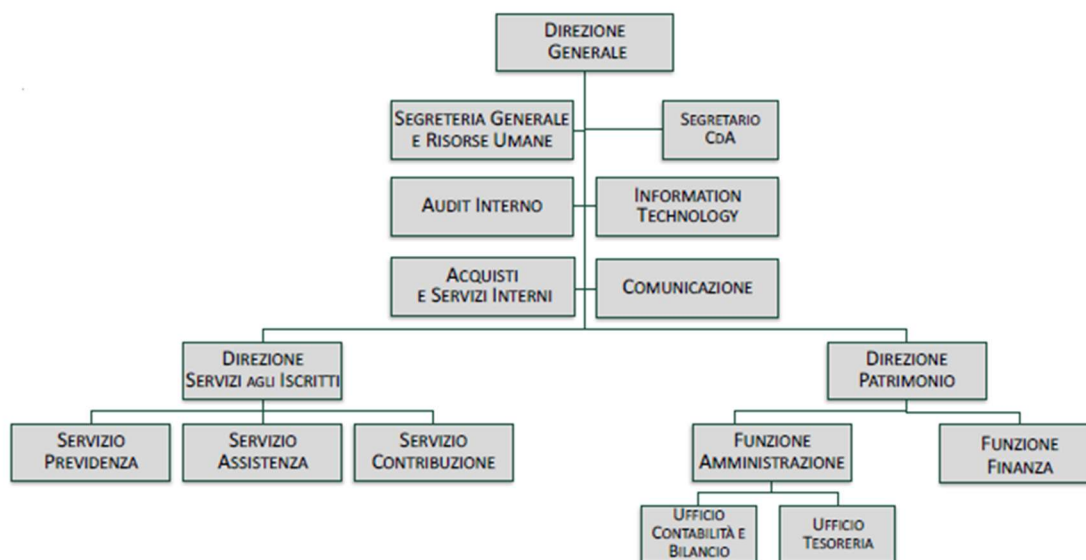 DIREZIONE
GENERALE
SEGRETERIA GENERALE
E RISORSE UMANE
SEGRETARIO
CDA
AUDIT INTERNO
INFORMATION
TECHNOLOGY
ACQUISTI
E SERVIZI INTERNI
COMUNICAZIONE
DIREZIONE
SERVIZI AGLI ISCRITTI
DIREZIONE
PATRIMONIO
SERVIZIO
PREVIDENZA
SERVIZIO
ASSISTENZA
SERVIZIO
CONTRIBUZIONE
FUNZIONE
AMMINISTRAZIONE
FUNZIONE
FINANZA
UFFICIO
CONTABILITÀ E
BILANCIO
UFFICIO
TESORERIA